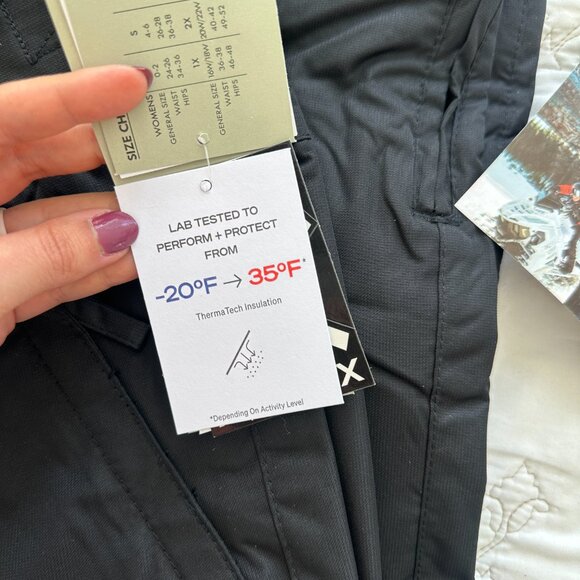 SIZE CH
WOMENS
GENERAL SIZE
WAIST
HIPS
0-2
24-26
34-36
S
4-6
26-28
36-38
GENERAL SIZE
WAIST
HIPS
1X
16W/18W
36-38
46-48
2X
20W/22W
40-42
49-52
LAB TESTED TO
PERFORM + PROTECT
FROM
-20ºF → 35ºF*
ThermaTech Insulation
*Depending On Activity Level
X